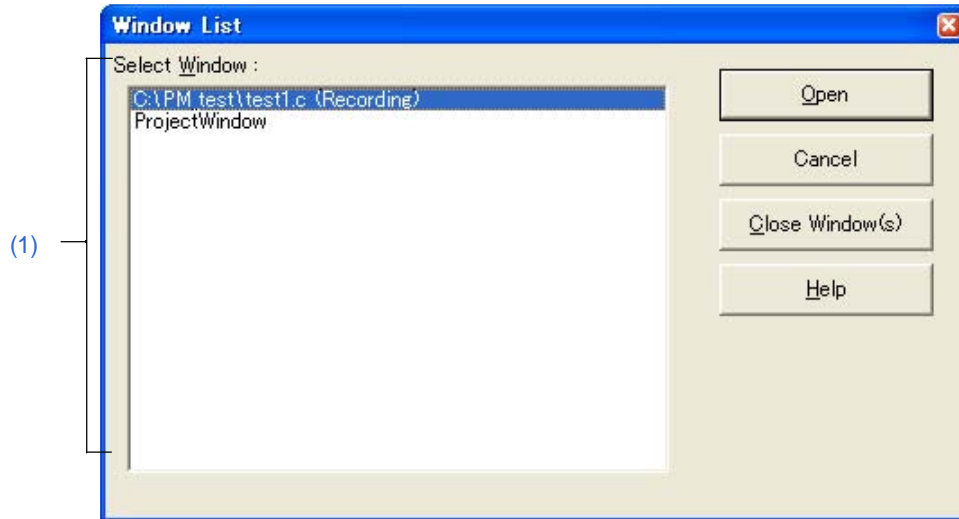 Window List
Select Window :
C:\PM test\test1.c (Recording)
ProjectWindow
Open
Cancel
Close Window(s)
Help
(1)